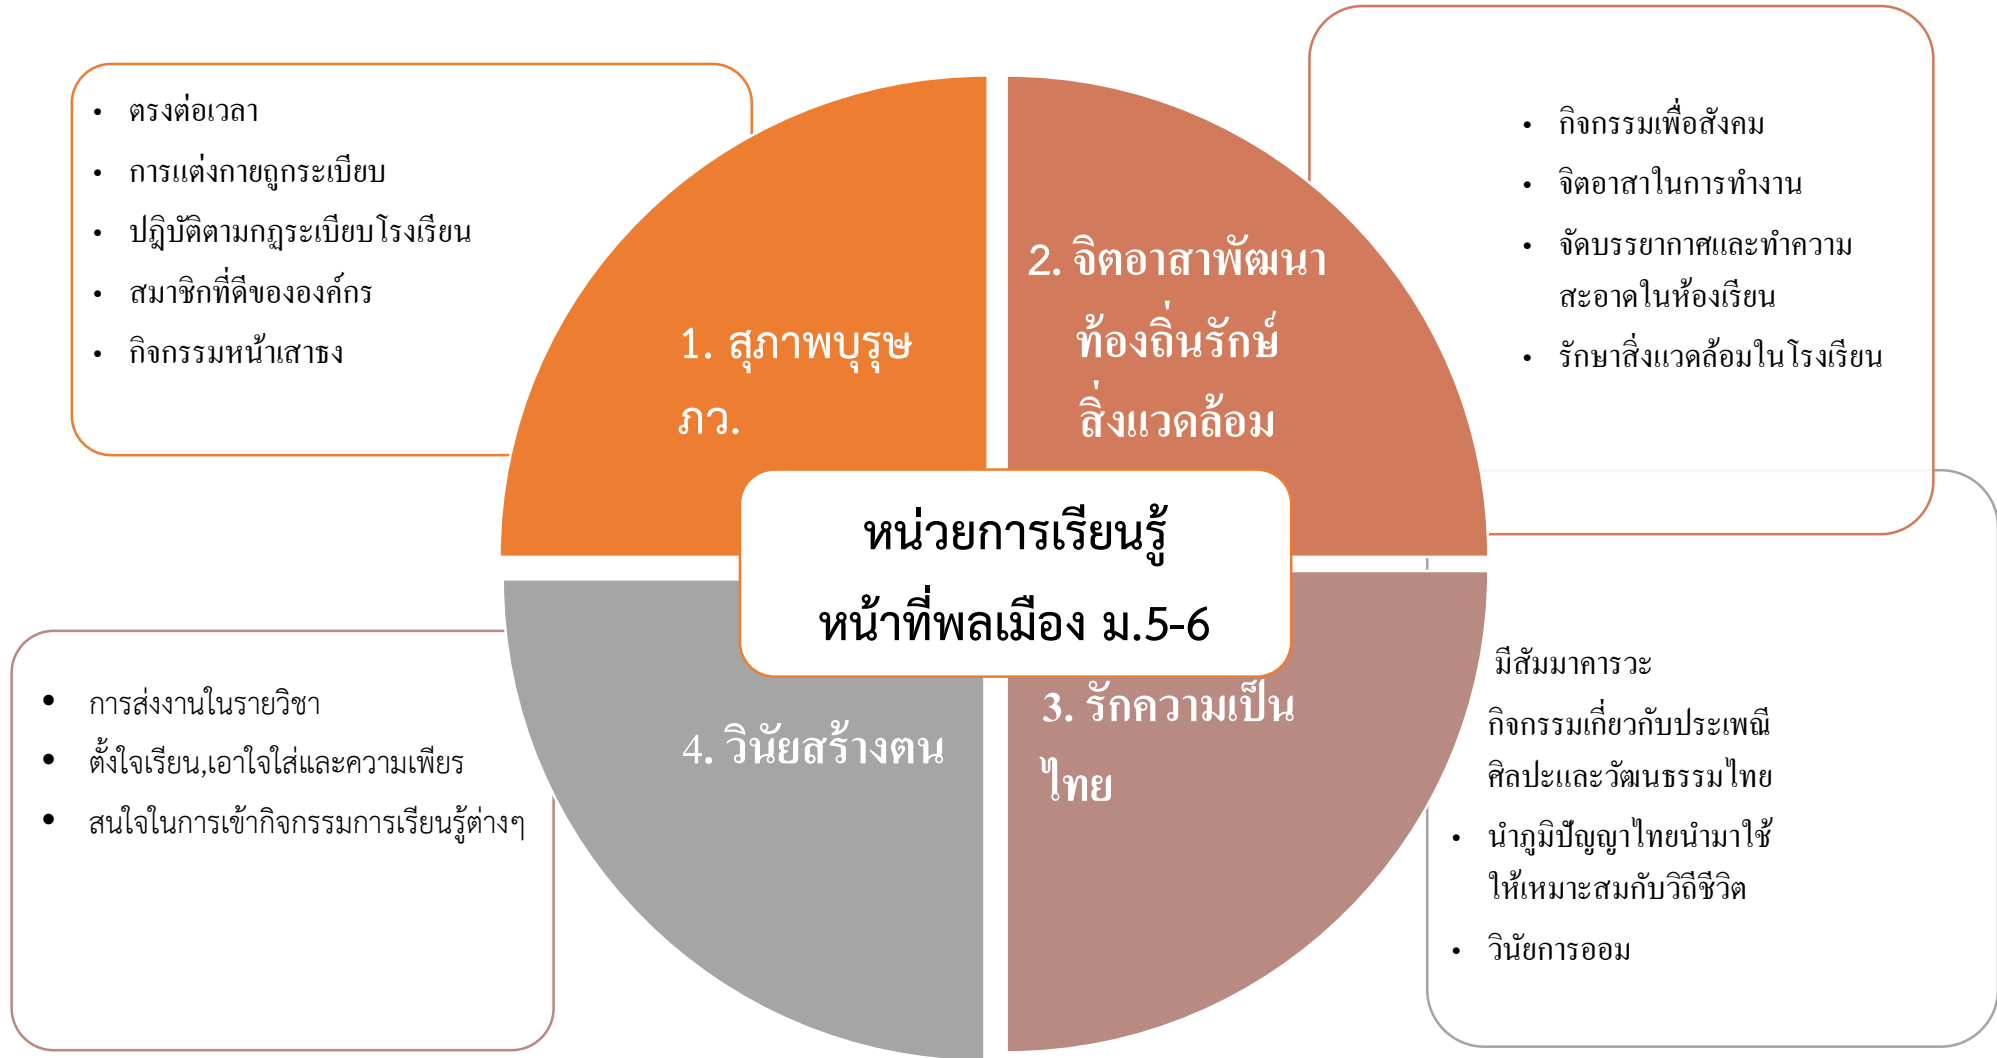 • ตรงต่อเวลา
• การแต่งกายถูกระเบียบ
• ปฎิบัติตามกฏระเบียบโรงเรียน
• สมาชิกที่ดีขององค์กร
• กิจกรรมหน้าเสาธง
1. สุภาพบุรุษ
ภว.
2. จิตอาสาพัฒนา
ท้องถิ่นรักษ์
สิ่งแวดล้อม
• กิจกรรมเพื่อสังคม
• จิตอาสาในการทำงาน
• จัดบรรยากาศและทำความ
สะอาดในห้องเรียน
• รักษาสิ่งแวดล้อมในโรงเรียน
หน่วยการเรียนรู้
หน้าที่พลเมือง ม.5-6
• การส่งงานในรายวิชา
• ตั้งใจเรียน,เอาใจใส่และความเพียร
• สนใจในการเข้ากิจกรรมการเรียนรู้ต่างๆ
4. วินัยสร้างตน
3. รักความเป็น
ไทย
มีสัมมาคารวะ
กิจกรรมเกี่ยวกับประเพณี
ศิลปะและวัฒนธรรมไทย
• นำภูมิปัญญาไทยนำมาใช้
ให้เหมาะสมกับวิถีชีวิต
• วินัยการออม